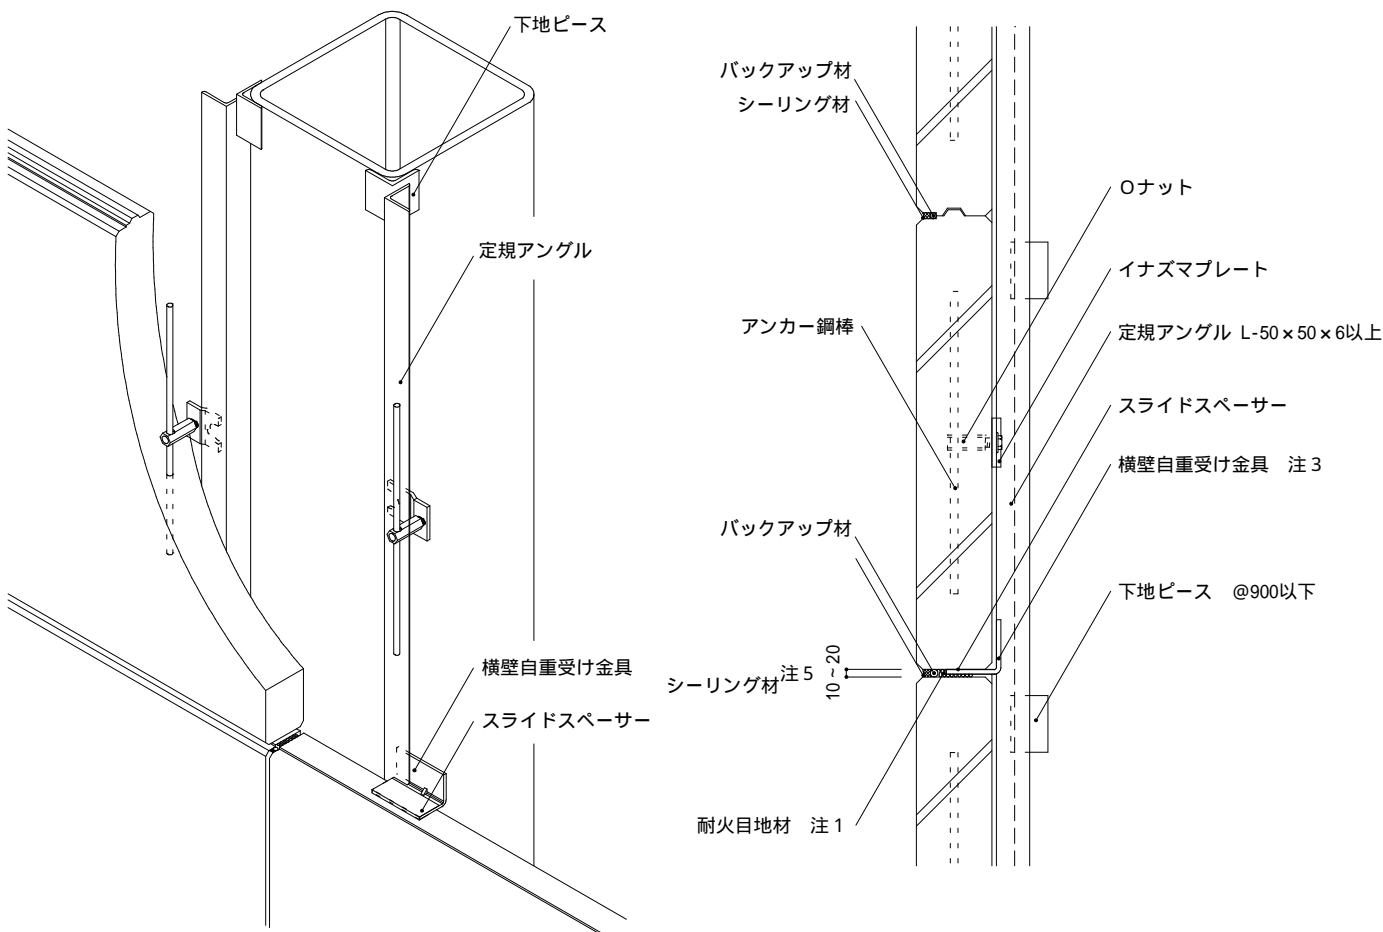 下地ピース
定規アングル
横壁自重受け金具
スライドスペーサー
バックアップ材
シーリング材
Oナット
イナズマプレート
アンカー鋼棒
定規アングル L-50×50×6以上
スライドスペーサー
横壁自重受け金具 注3
バックアップ材
下地ピース @900以下
シーリング材 注5
10~20
耐火目地材 注1